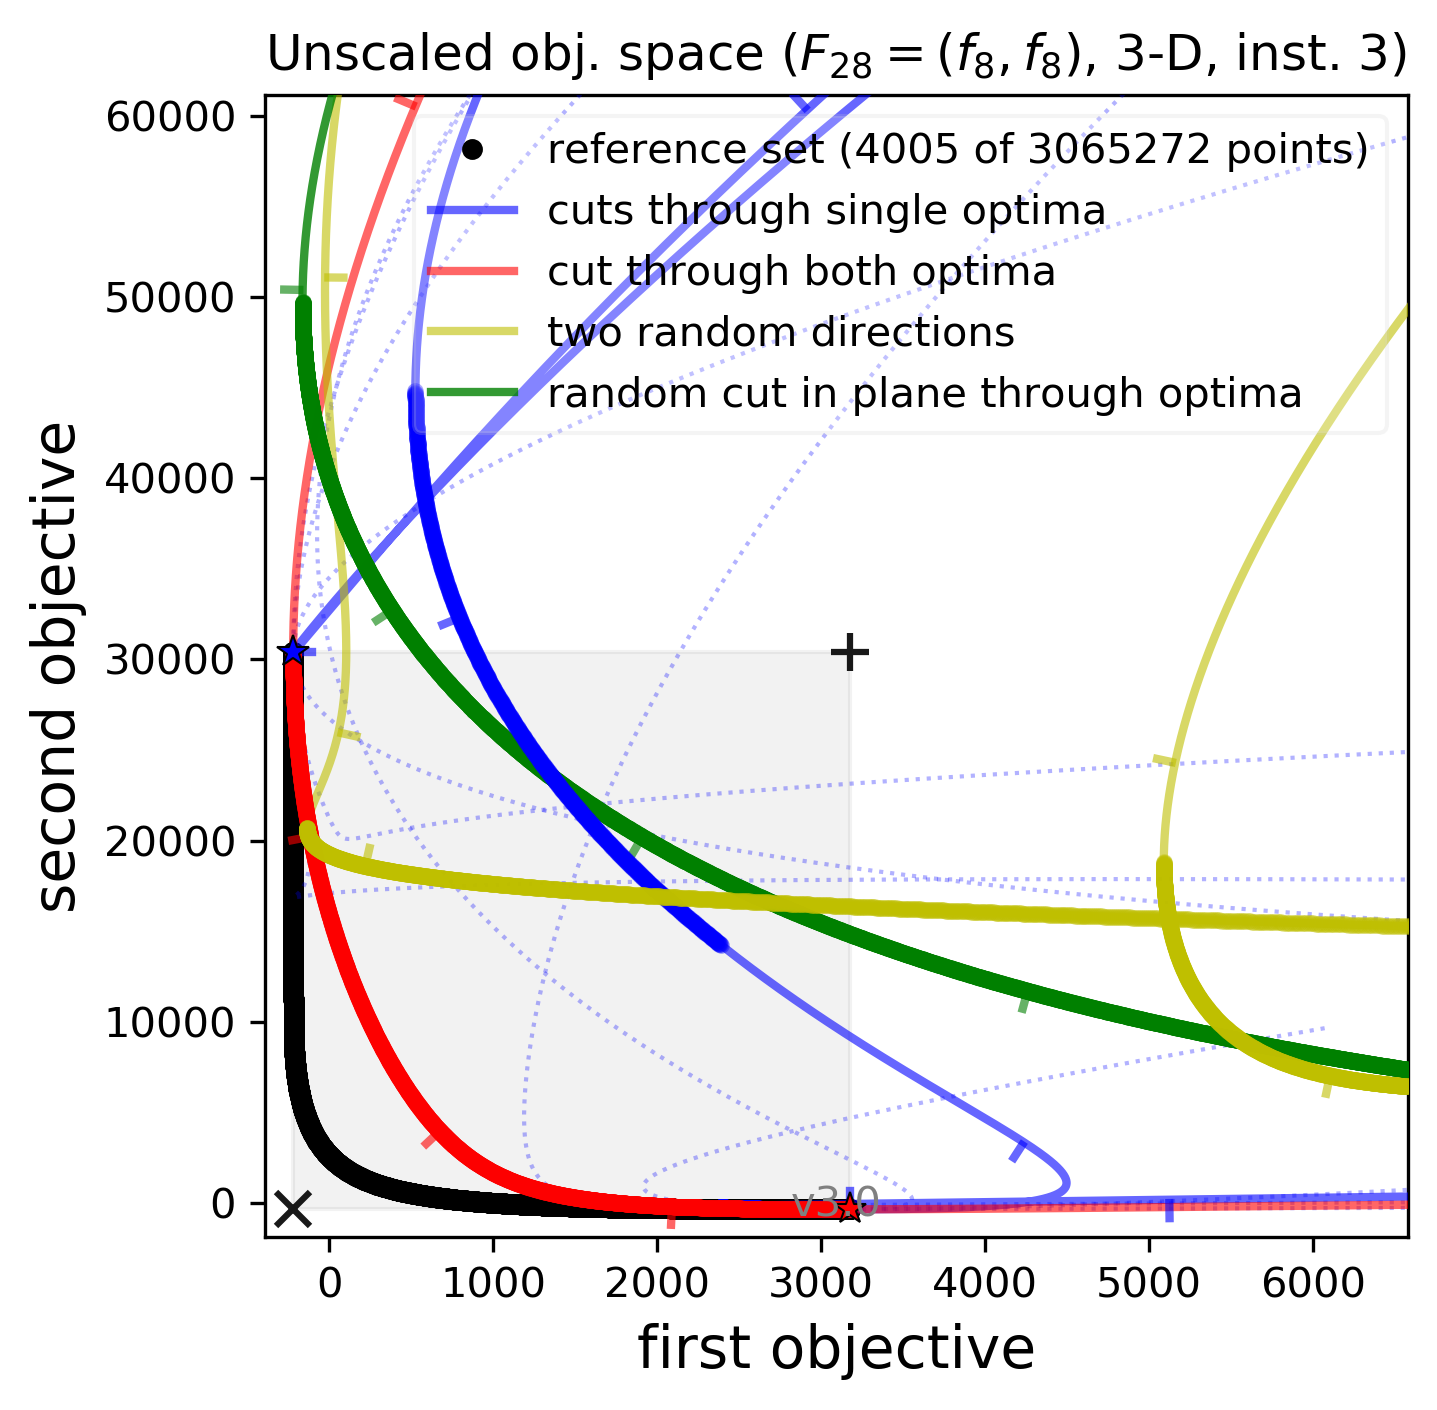 Unscaled obj. space (F₂₈ = (f₈, f₈), 3-D, inst. 3)
60000
50000
40000
30000
20000
10000
0
second objective
reference set (4005 of 3065272 points)
cuts through single optima
cut through both optima
two random directions
random cut in plane through optima
v3.0
0 1000 2000 3000 4000 5000 6000
first objective